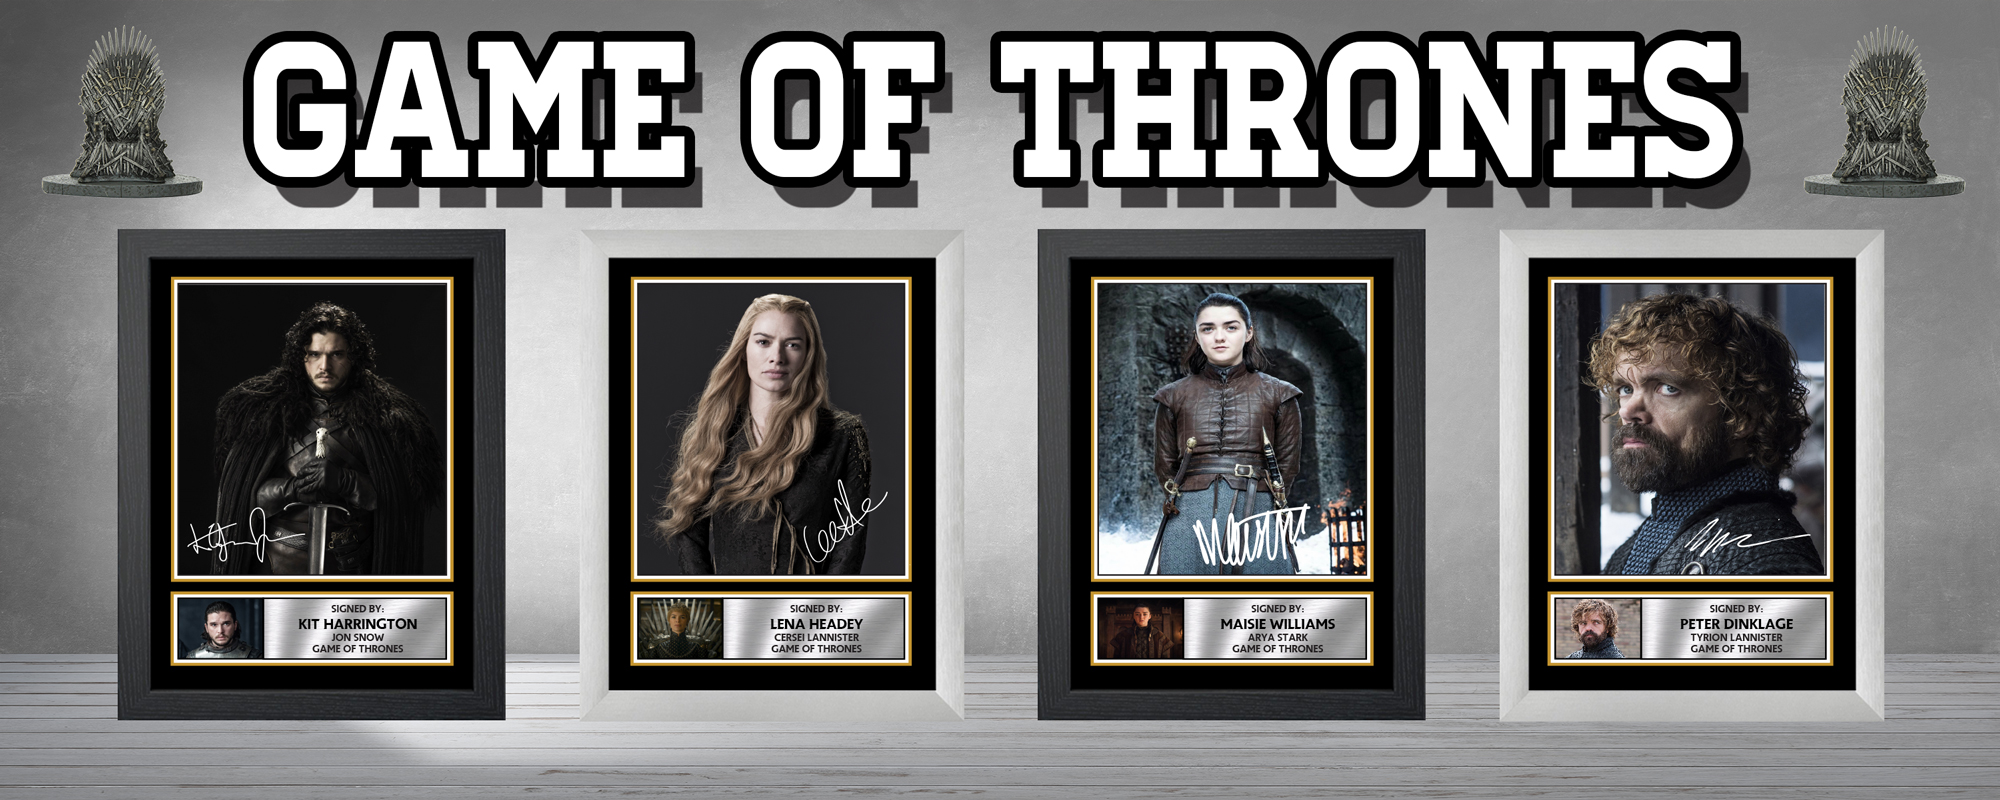 GAME OF THRONES
SIGNED BY:
KIT HARRINGTON
JON SNOW
GAME OF THRONES
SIGNED BY:
LENA HEADEY
CERSEI LANNISTER
GAME OF THRONES
SIGNED BY:
MAISIE WILLIAMS
ARYA STARK
GAME OF THRONES
SIGNED BY:
PETER DINKLAGE
TYRION LANNISTER
GAME OF THRONES